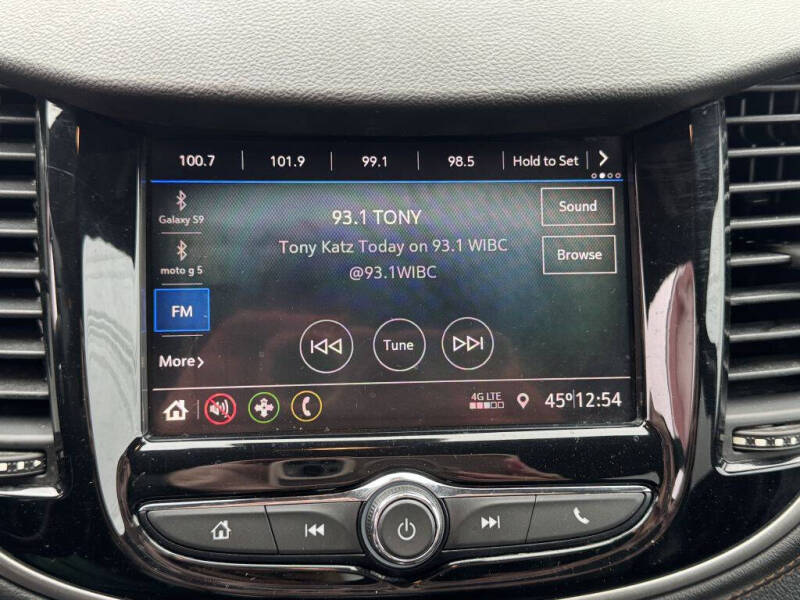 100.7 101.9 99.1 98.5 Hold to Set
Galaxy S9
moto g 5
FM
More
93.1 TONY
Tony Katz Today on 93.1 WIBC
@93.1WIBC
Sound
Browse
Tune
4G LTE
45° 12:54